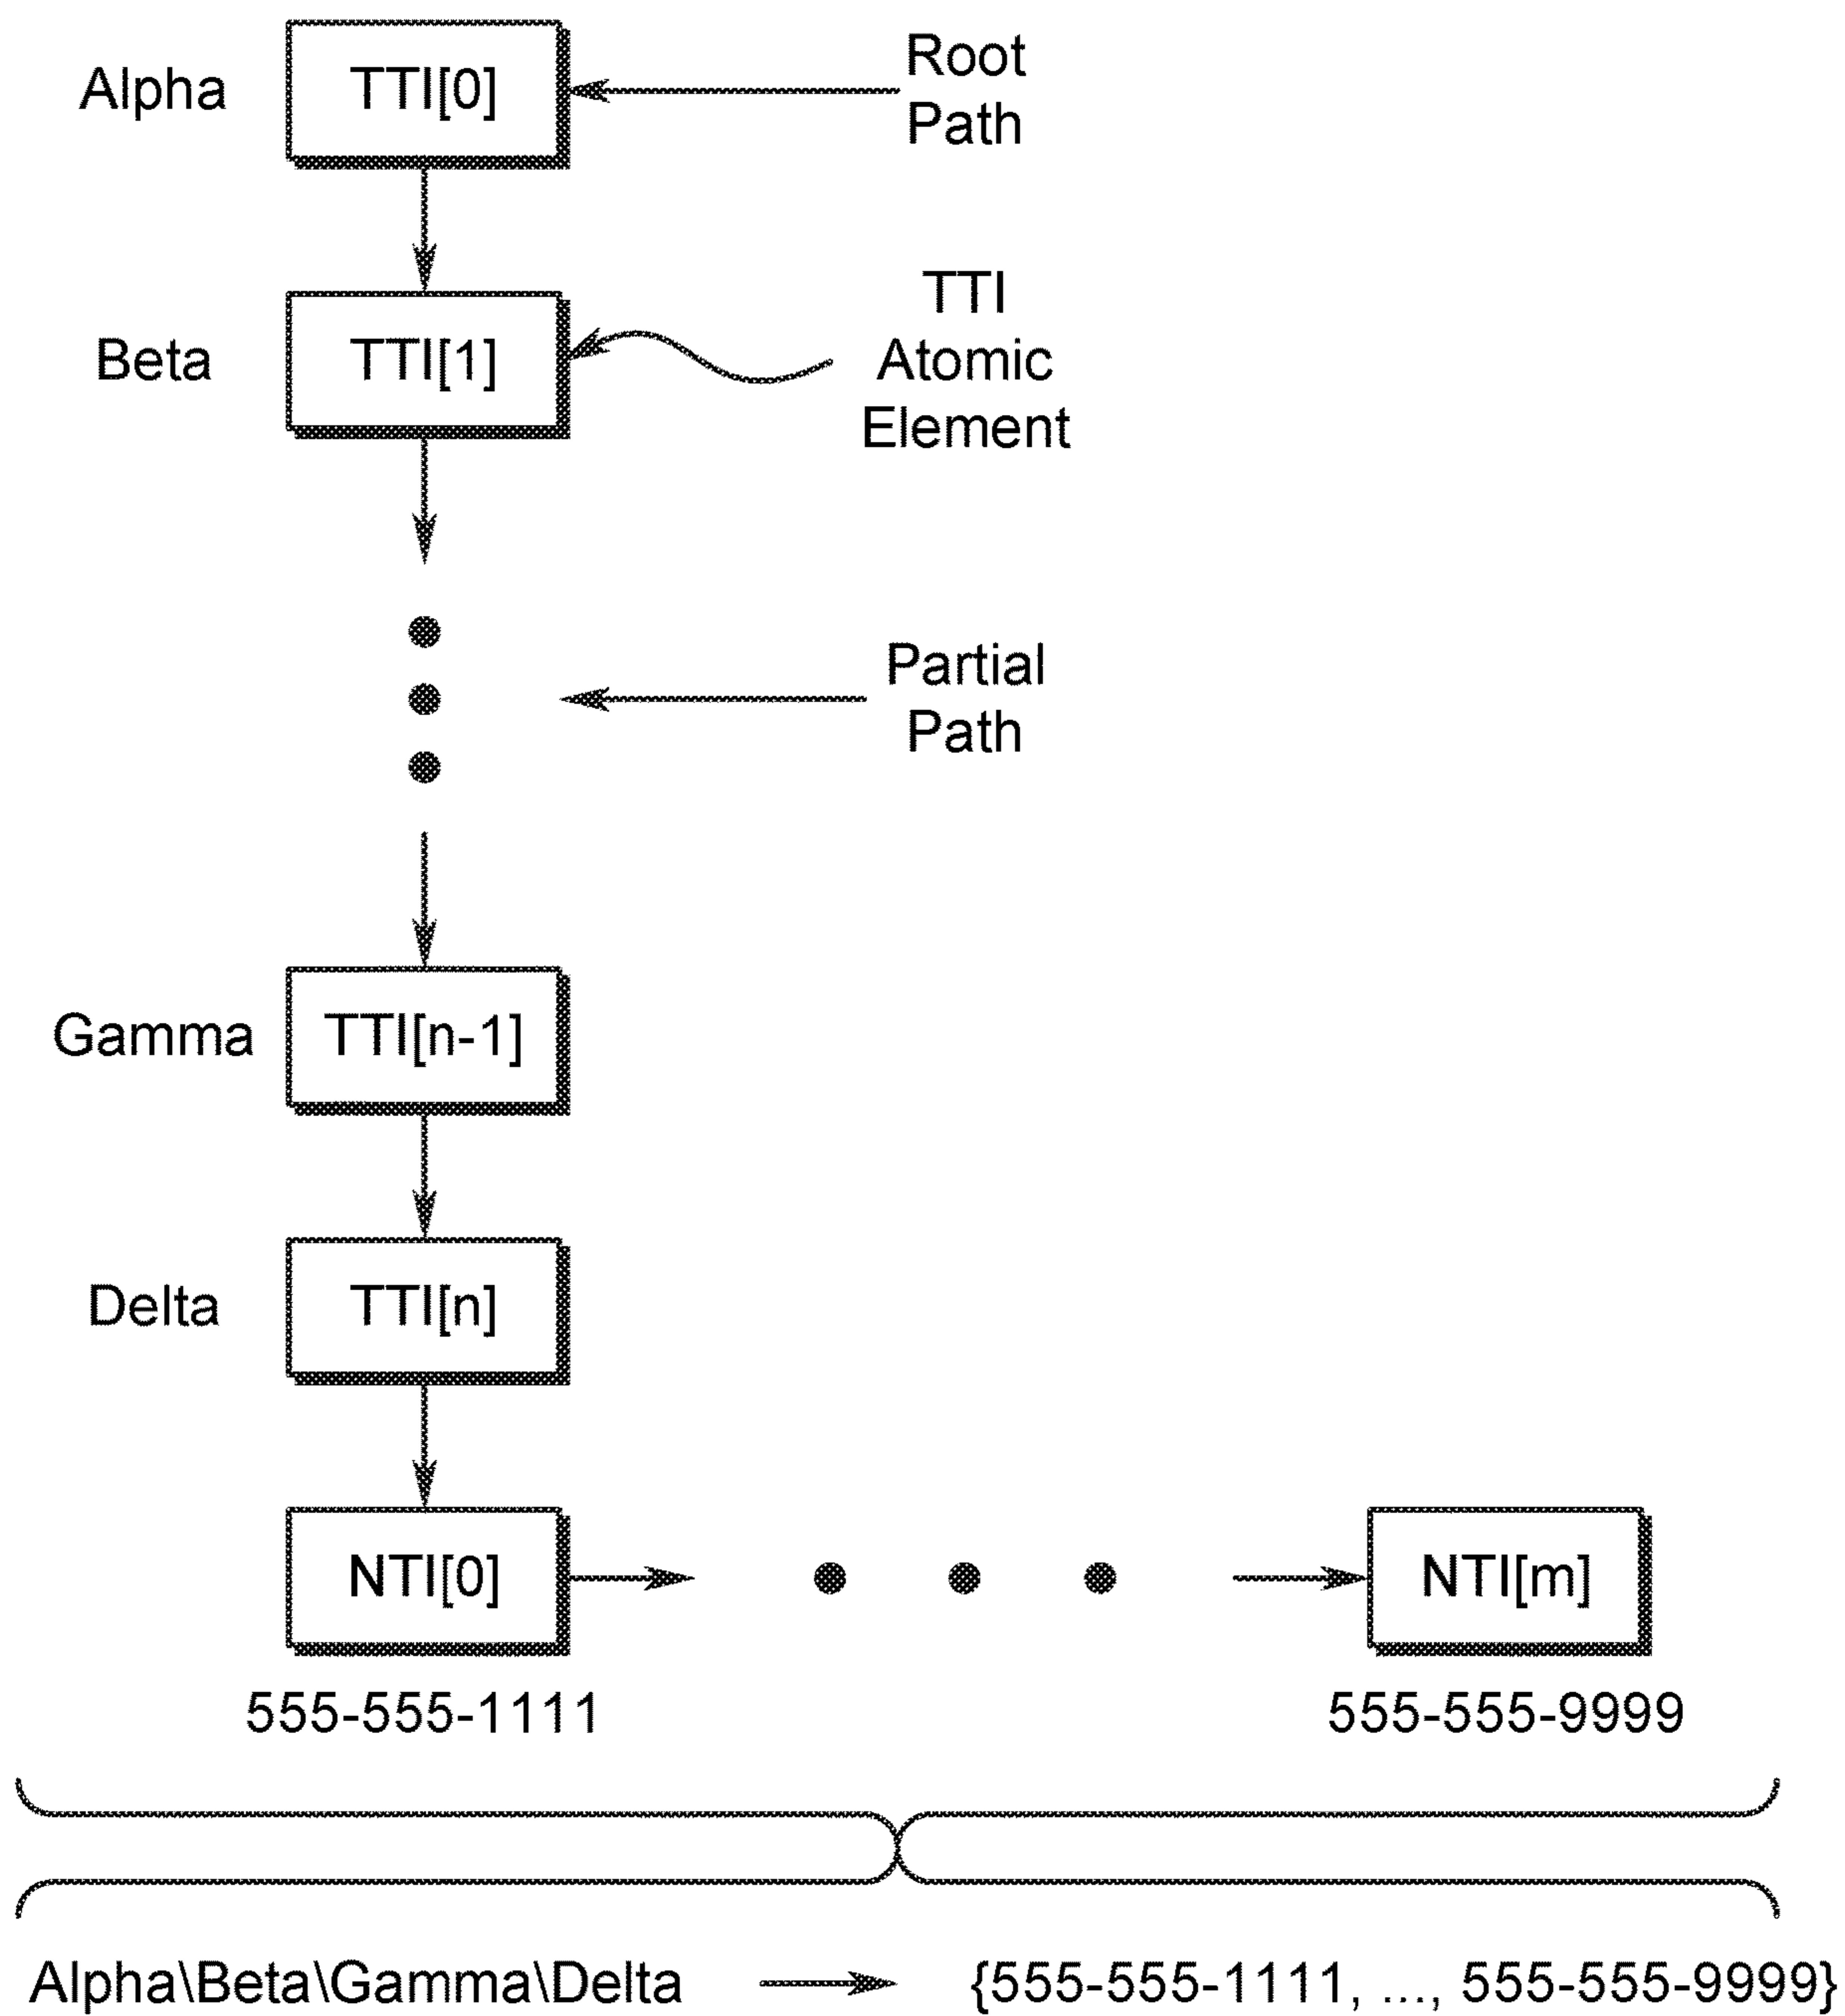 Alpha
TTI[0]
Root
Path
Beta
TTI[1]
TTI
Atomic
Element
Partial
Path
Gamma
TTI[n-1]
Delta
TTI[n]
NTI[0]
NTI[m]
555-555-1111
555-555-9999
Alpha\Beta\Gamma\Delta
{555-555-1111, ..., 555-555-9999}